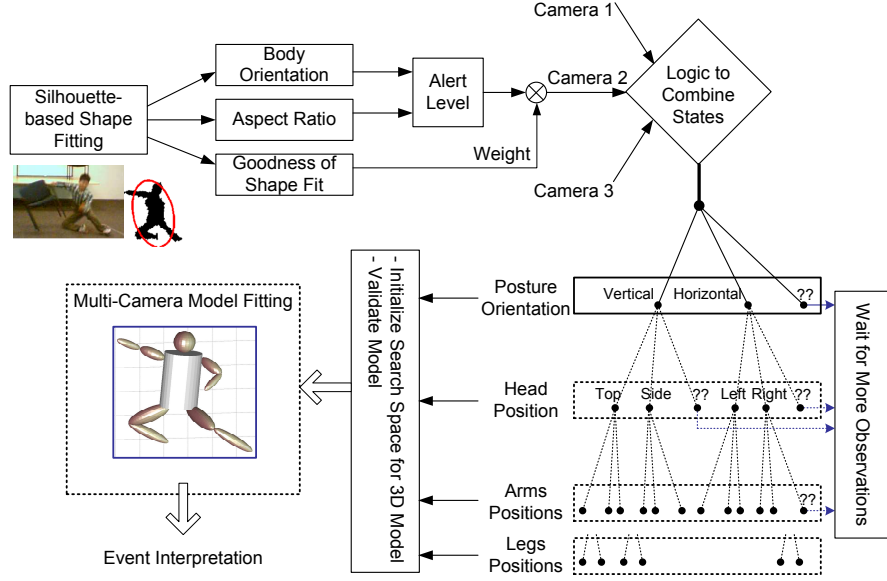 Camera 1
Body
Orientation
Silhouette-
based Shape
Fitting
Aspect Ratio
Alert
Level
Camera 2
Logic to
Combine
States
Goodness of
Shape Fit
Weight
Camera 3
Multi-Camera Model Fitting
- Initialize Search Space for 3D Model
- Validate Model
Posture
Orientation
Vertical
Horizontal
??
Head
Position
Top
Side
??
Left
Right
??
Arms
Positions
??
Legs
Positions
Wait for More Observations
Event Interpretation